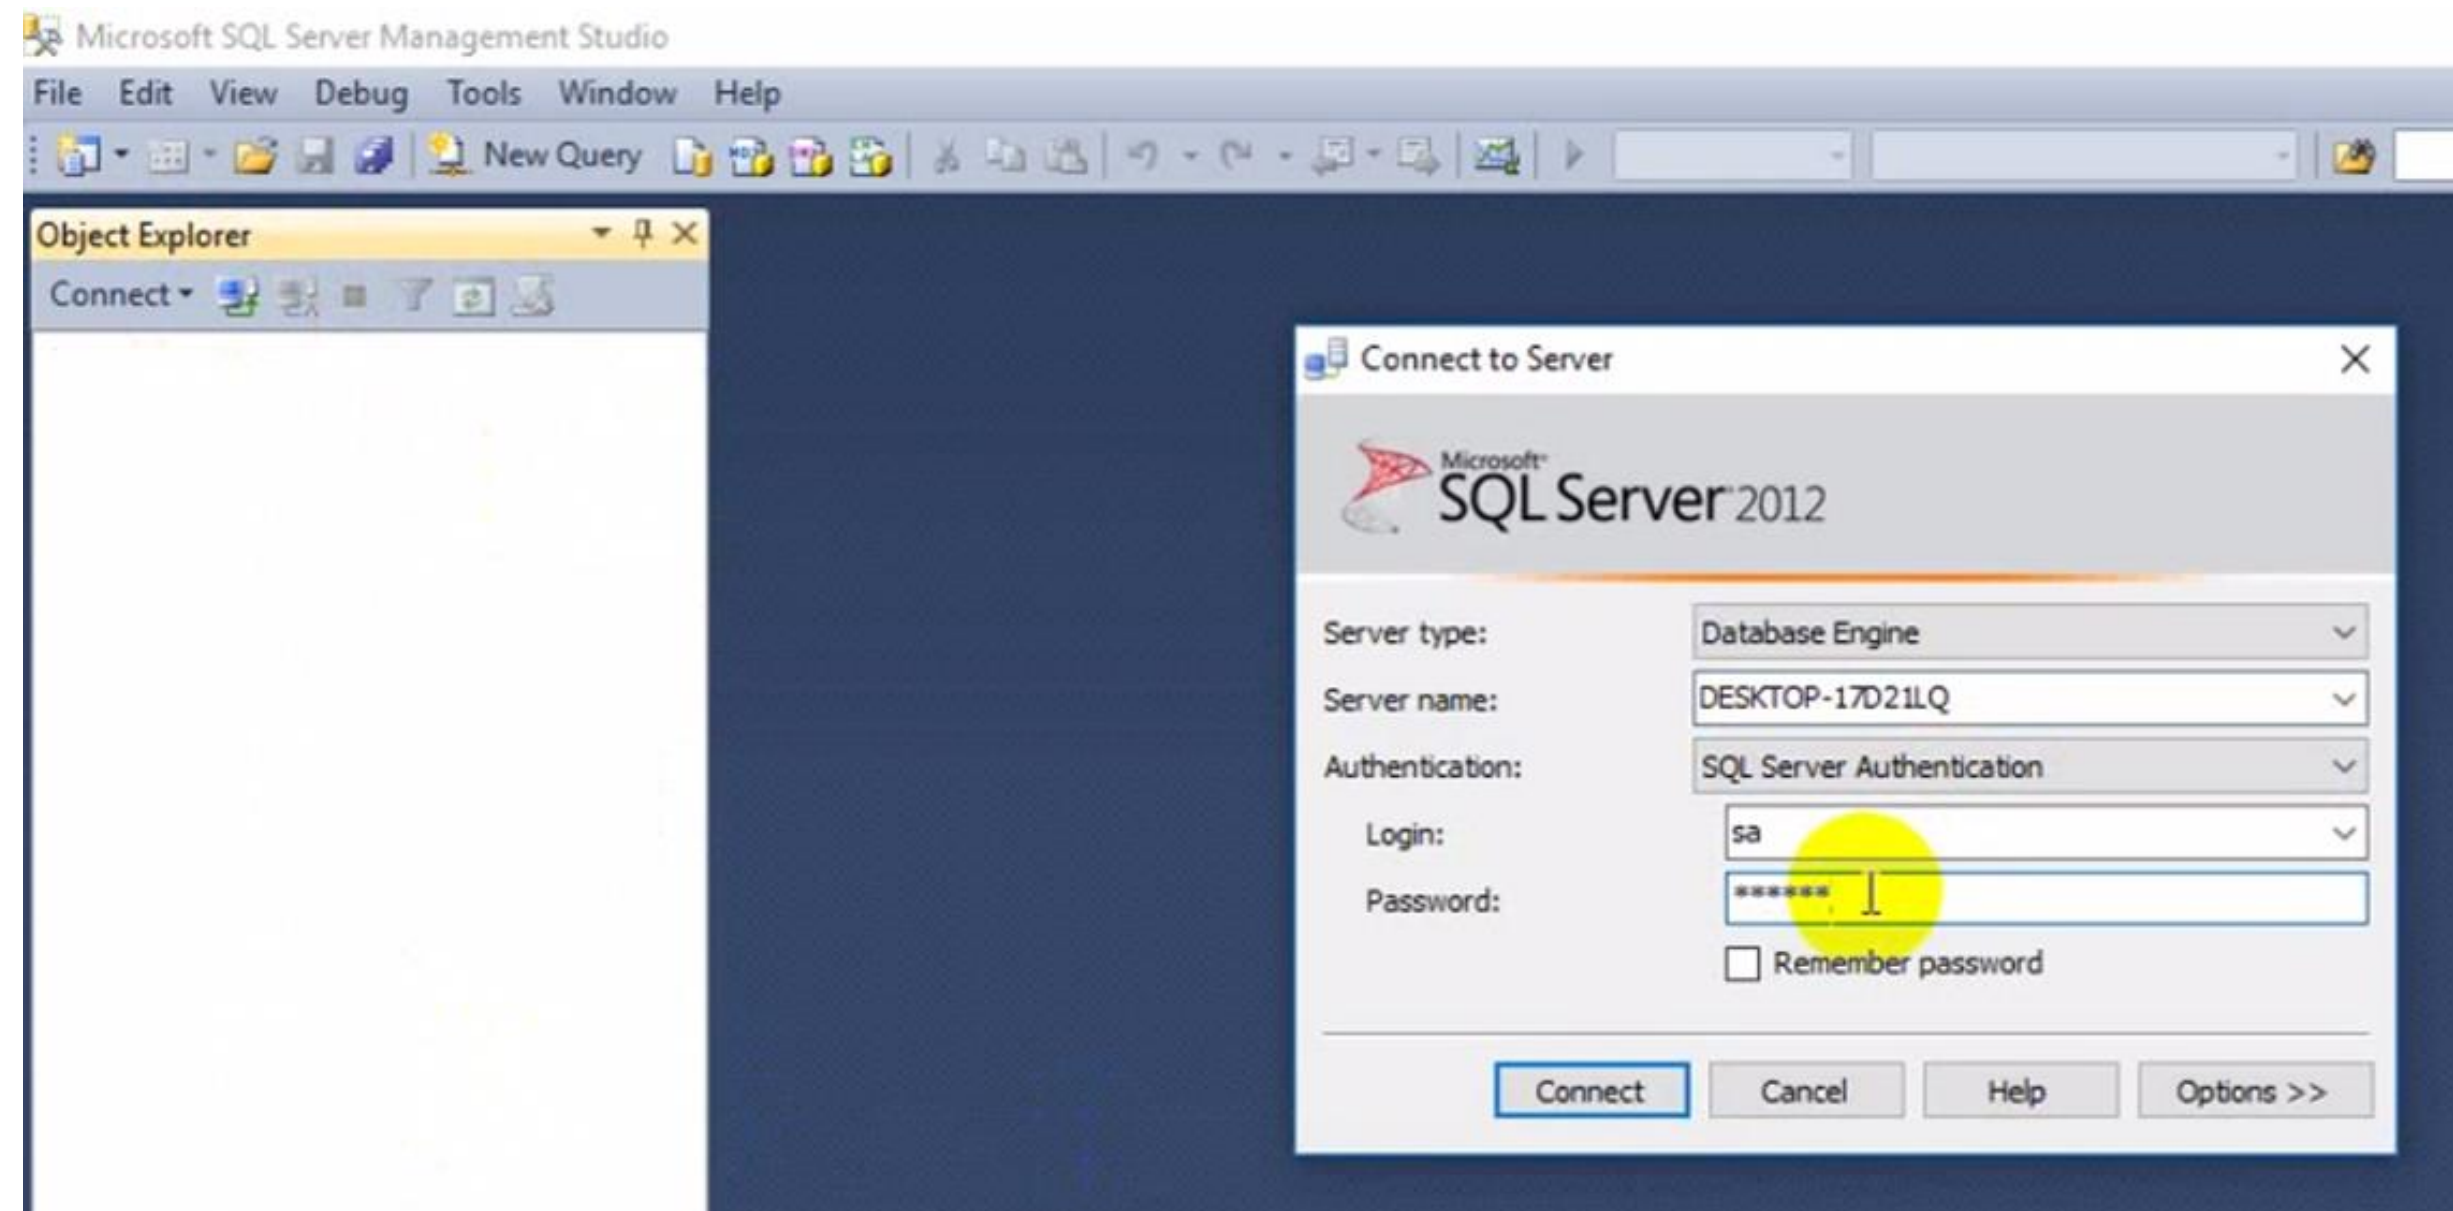 Microsoft SQL Server Management Studio
File Edit View Debug Tools Window Help
New Query
Object Explorer
Connect
Connect to Server
Microsoft
SQL Server 2012
Server type: Database Engine
Server name: DESKTOP-17D21LQ
Authentication: SQL Server Authentication
Login: sa
Password: ******
Remember password
Connect Cancel Help Options >>